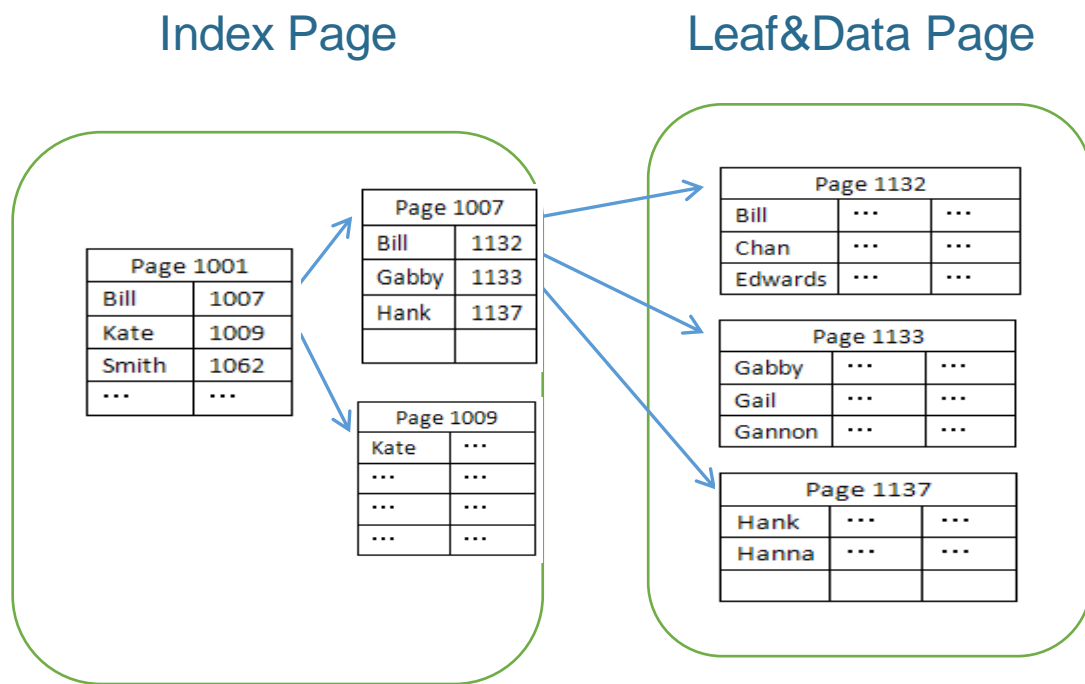 Index Page
Leaf&Data Page
Page 1001
Bill 1007
Kate 1009
Smith 1062
... ...
Page 1007
Bill 1132
Gabby 1133
Hank 1137
Page 1009
Kate ...
... ...
... ...
... ...
Page 1132
Bill ... ...
Chan ... ...
Edwards ... ...
Page 1133
Gabby ... ...
Gail ... ...
Gannon ... ...
Page 1137
Hank ... ...
Hanna ... ...